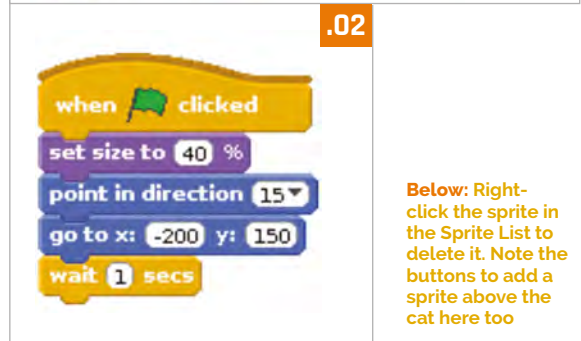 .02
when clicked
set size to 40 %
point in direction 15
go to x: -200 y: 150
wait 1 secs
Below: Right-
click the sprite in
the Sprite List to
delete it. Note the
buttons to add a
sprite above the
cat here too